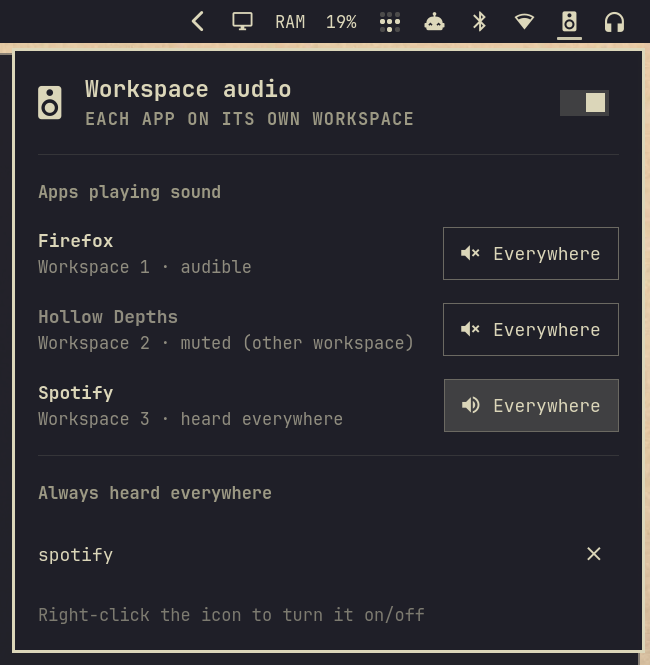 RAM 19%
Workspace audio
EACH APP ON ITS OWN WORKSPACE
Apps playing sound
Firefox
Workspace 1 · audible
Everywhere
Hollow Depths
Workspace 2 · muted (other workspace)
Everywhere
Spotify
Workspace 3 · heard everywhere
Everywhere
Always heard everywhere
spotify
Right-click the icon to turn it on/off